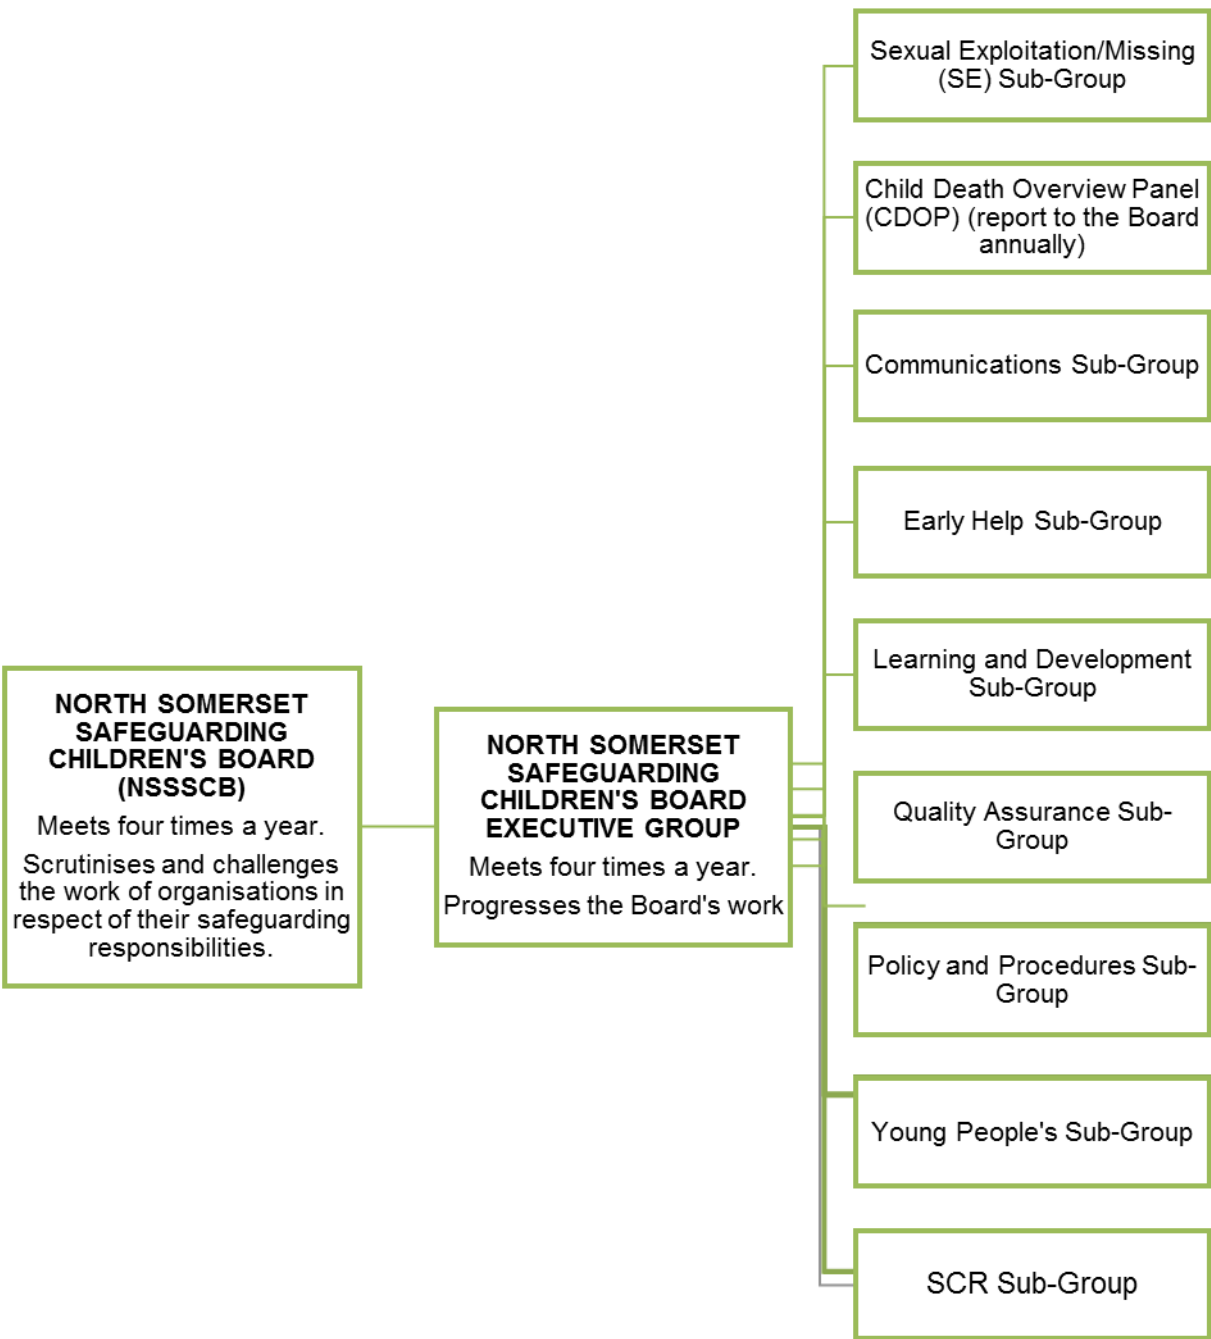 Sexual Exploitation/Missing
(SE) Sub-Group
Child Death Overview Panel
(CDOP) (report to the Board
annually)
Communications Sub-Group
Early Help Sub-Group
Learning and Development
Sub-Group
NORTH SOMERSET
SAFEGUARDING
CHILDREN'S BOARD
(NSSSCB)
Meets four times a year.
Scrutinises and challenges
the work of organisations in
respect of their safeguarding
responsibilities.
NORTH SOMERSET
SAFEGUARDING
CHILDREN'S BOARD
EXECUTIVE GROUP
Meets four times a year.
Progresses the Board's work
Quality Assurance Sub-
Group
Policy and Procedures Sub-
Group
Young People's Sub-Group
SCR Sub-Group